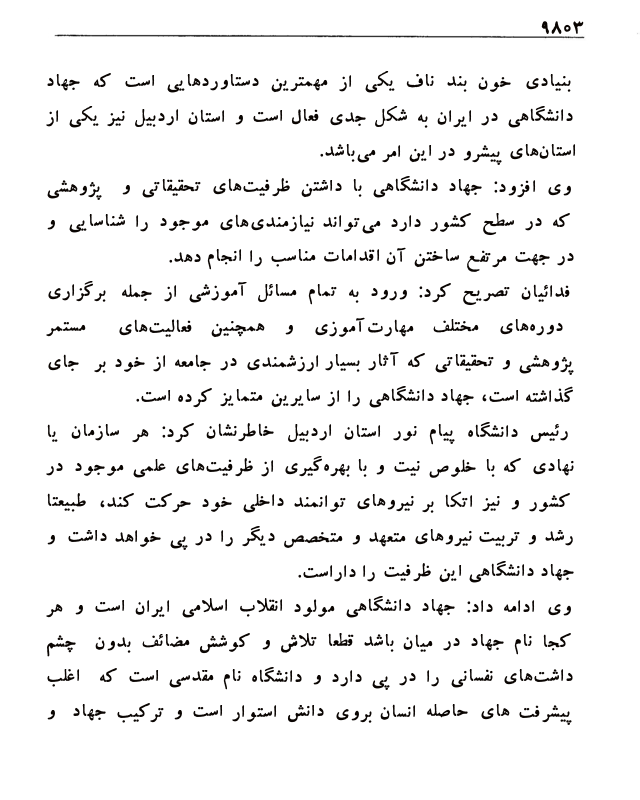 ۹۸۰۳
بنیادی خون بند ناف یکی از مهمترین دستاوردهایی است که جهاد
دانشگاهی در ایران به شکل جدی فعال است و استان اردبیل نیز یکی از
استان‌های پیشرو در این امر می‌باشد.
وی افزود: جهاد دانشگاهی با داشتن ظرفیت‌های تحقیقاتی و پژوهشی
که در سطح کشور دارد می‌تواند نیازمندی‌های موجود را شناسایی و
در جهت مرتفع ساختن آن اقدامات مناسب را انجام دهد.
فدائیان تصریح کرد: ورود به تمام مسائل آموزشی از جمله برگزاری
دوره‌های مختلف مهارت‌آموزی و همچنین فعالیت‌های مستمر
پژوهشی و تحقیقاتی که آثار بسیار ارزشمندی در جامعه از خود بر جای
گذاشته است، جهاد دانشگاهی را از سایرین متمایز کرده است.
رئیس دانشگاه پیام نور استان اردبیل خاطرنشان کرد: هر سازمان یا
نهادی که با خلوص نیت و با بهره‌گیری از ظرفیت‌های علمی موجود در
کشور و نیز اتکا بر نیروهای توانمند داخلی خود حرکت کند، طبیعتا
رشد و تربیت نیروهای متعهد و متخصص دیگر را در پی خواهد داشت و
جهاد دانشگاهی این ظرفیت را داراست.
وی ادامه داد: جهاد دانشگاهی مولود انقلاب اسلامی ایران است و هر
کجا نام جهاد در میان باشد قطعا تلاش و کوشش مضائف بدون چشم
داشت‌های نفسانی را در پی دارد و دانشگاه نام مقدسی است که اغلب
پیشرفت های حاصله انسان بروی دانش استوار است و ترکیب جهاد و